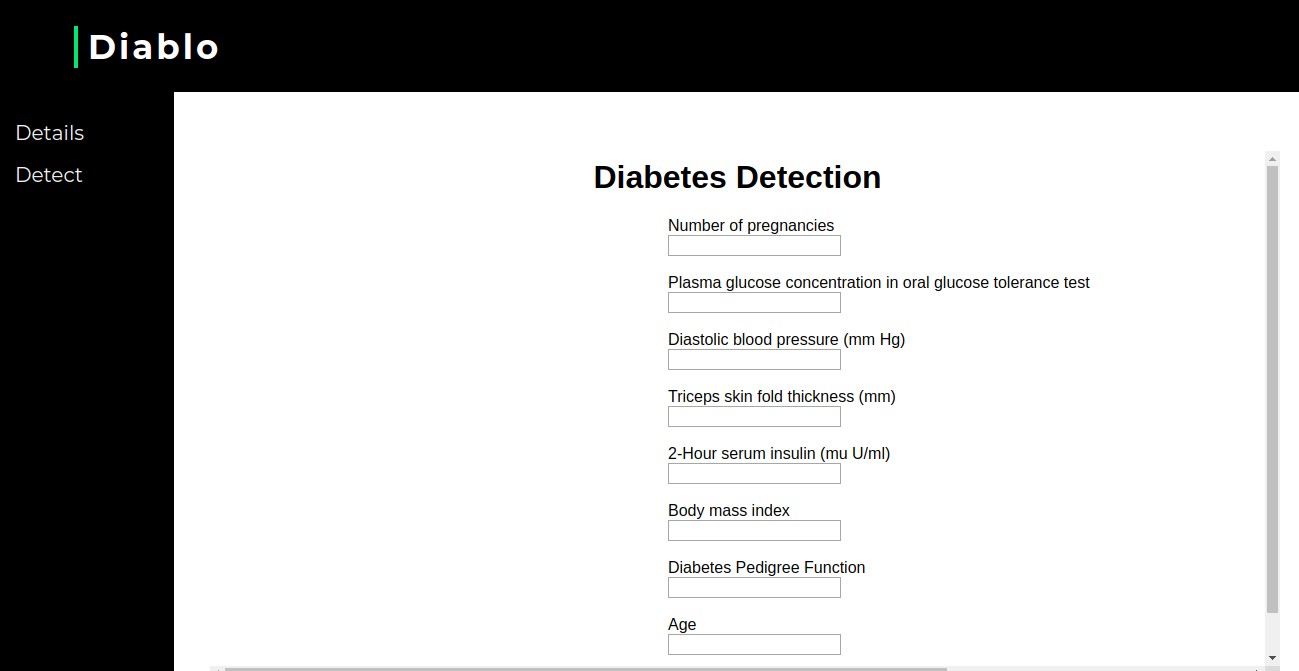 Diablo
Details
Detect
Diabetes Detection
Number of pregnancies
Plasma glucose concentration in oral glucose tolerance test
Diastolic blood pressure (mm Hg)
Triceps skin fold thickness (mm)
2-Hour serum insulin (mu U/ml)
Body mass index
Diabetes Pedigree Function
Age